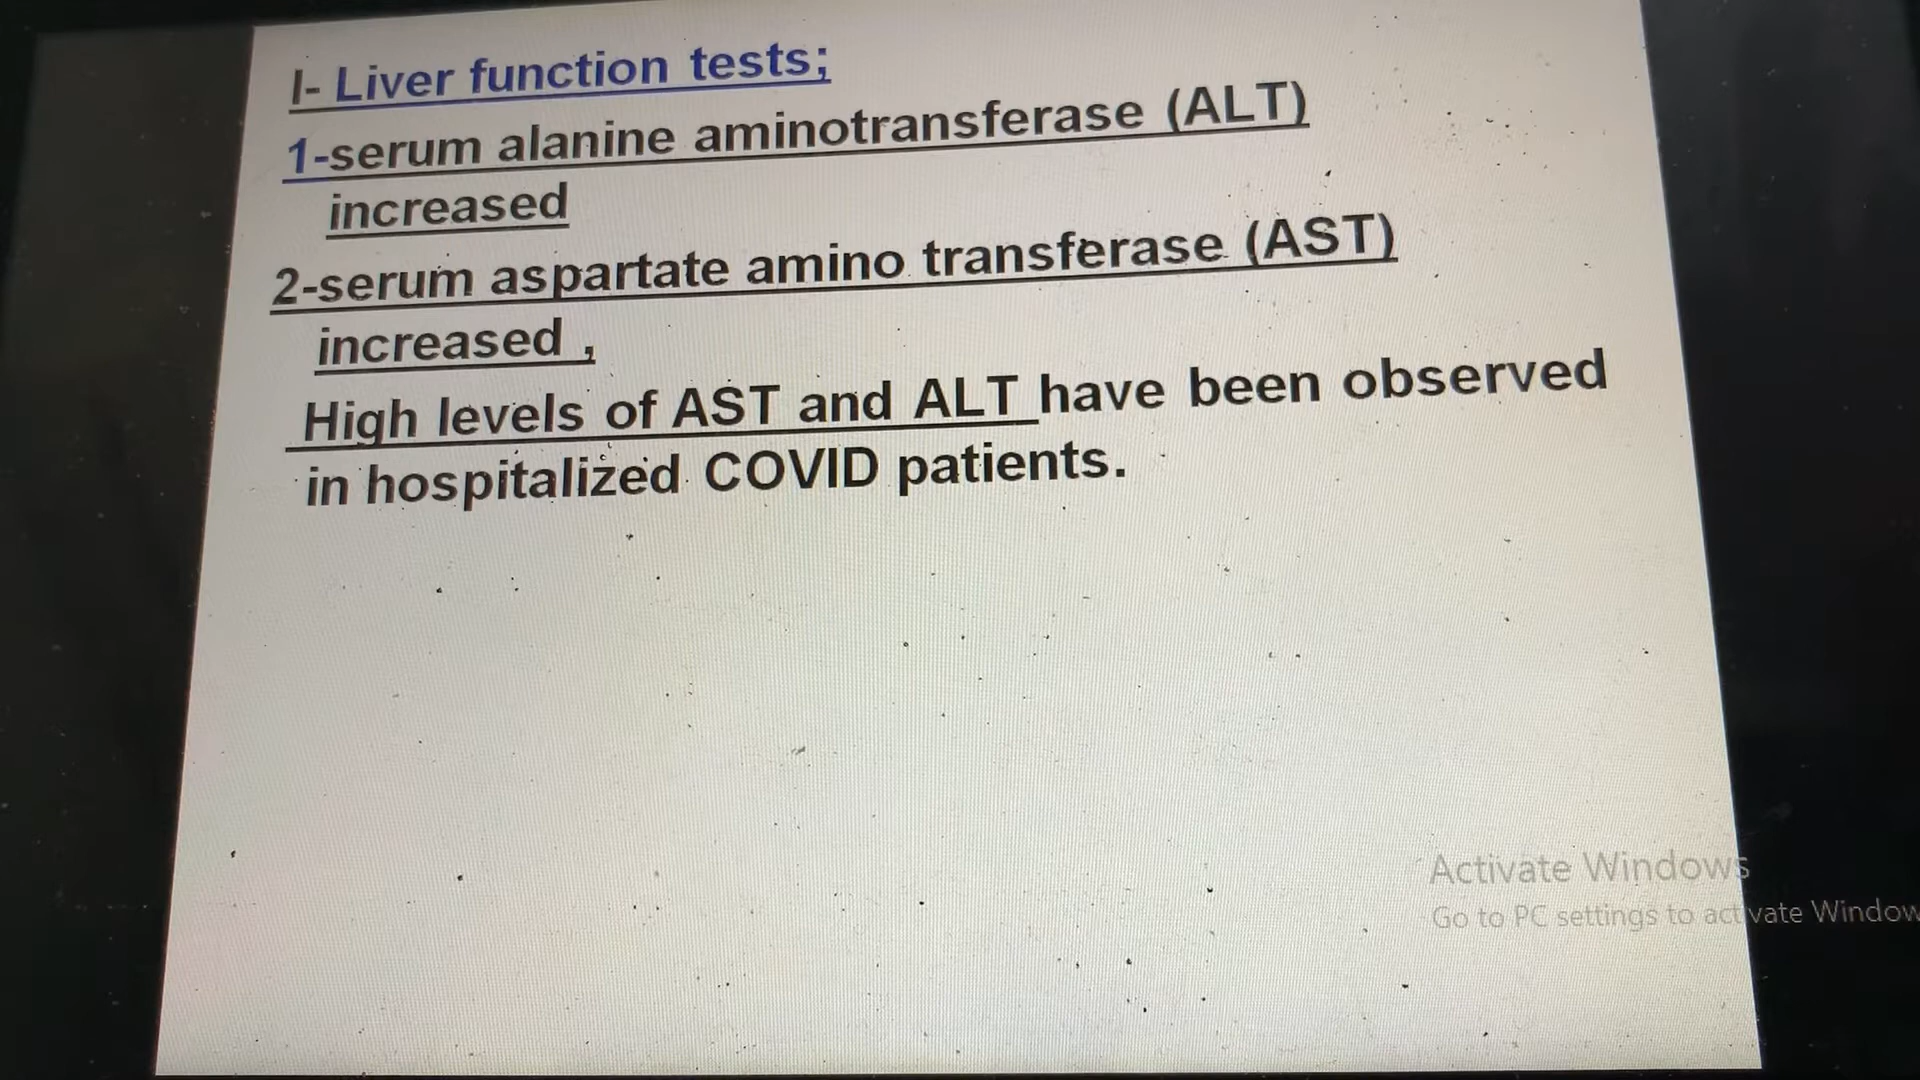 I- Liver function tests;
1-serum alanine aminotransferase (ALT)
increased
2-serum aspartate amino transferase (AST)
increased ,
High levels of AST and ALT have been observed
in hospitalized COVID patients.
Activate Windows
Go to PC settings to activate Window